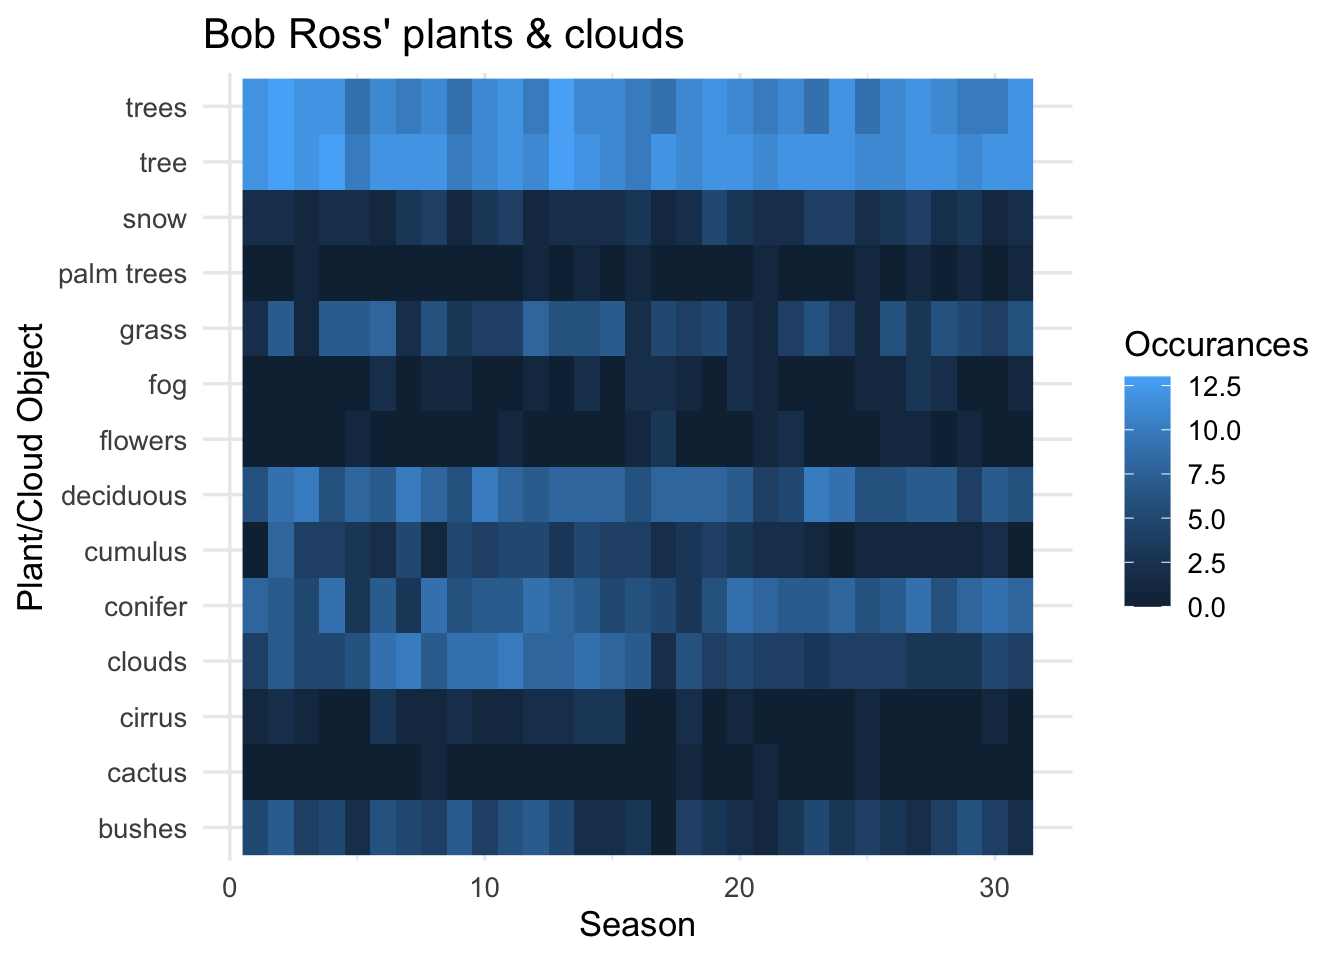 Bob Ross' plants & clouds
trees
tree
snow
palm trees
grass
fog
flowers
deciduous
cumulus
conifer
clouds
cirrus
cactus
bushes
Plant/Cloud Object
0
10
20
30
Season
Occurances
12.5
10.0
7.5
5.0
2.5
0.0